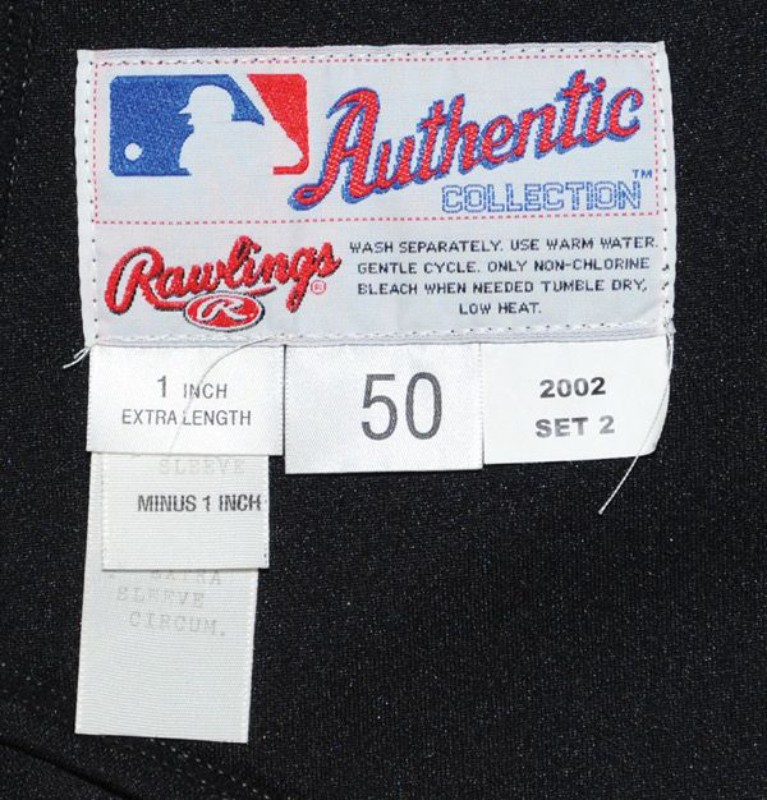 Authentic
COLLECTION™
Rawlings®
R
WASH SEPARATELY. USE WARM WATER.
GENTLE CYCLE. ONLY NON-CHLORINE
BLEACH WHEN NEEDED TUMBLE DRY,
LOW HEAT.
1 INCH
EXTRA LENGTH
50
2002
SET 2
SLEEVE
MINUS 1 INCH
EXTRA
SLEEVE
CIRCUM.